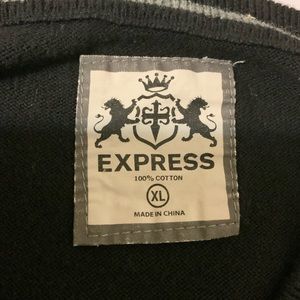 EXPRESS
100% COTTON
XL
MADE IN CHINA